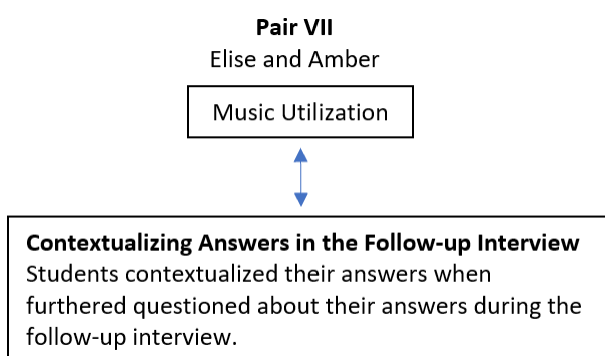 Pair VII
Elise and Amber
Music Utilization
Contextualizing Answers in the Follow-up Interview
Students contextualized their answers when
furthered questioned about their answers during the
follow-up interview.